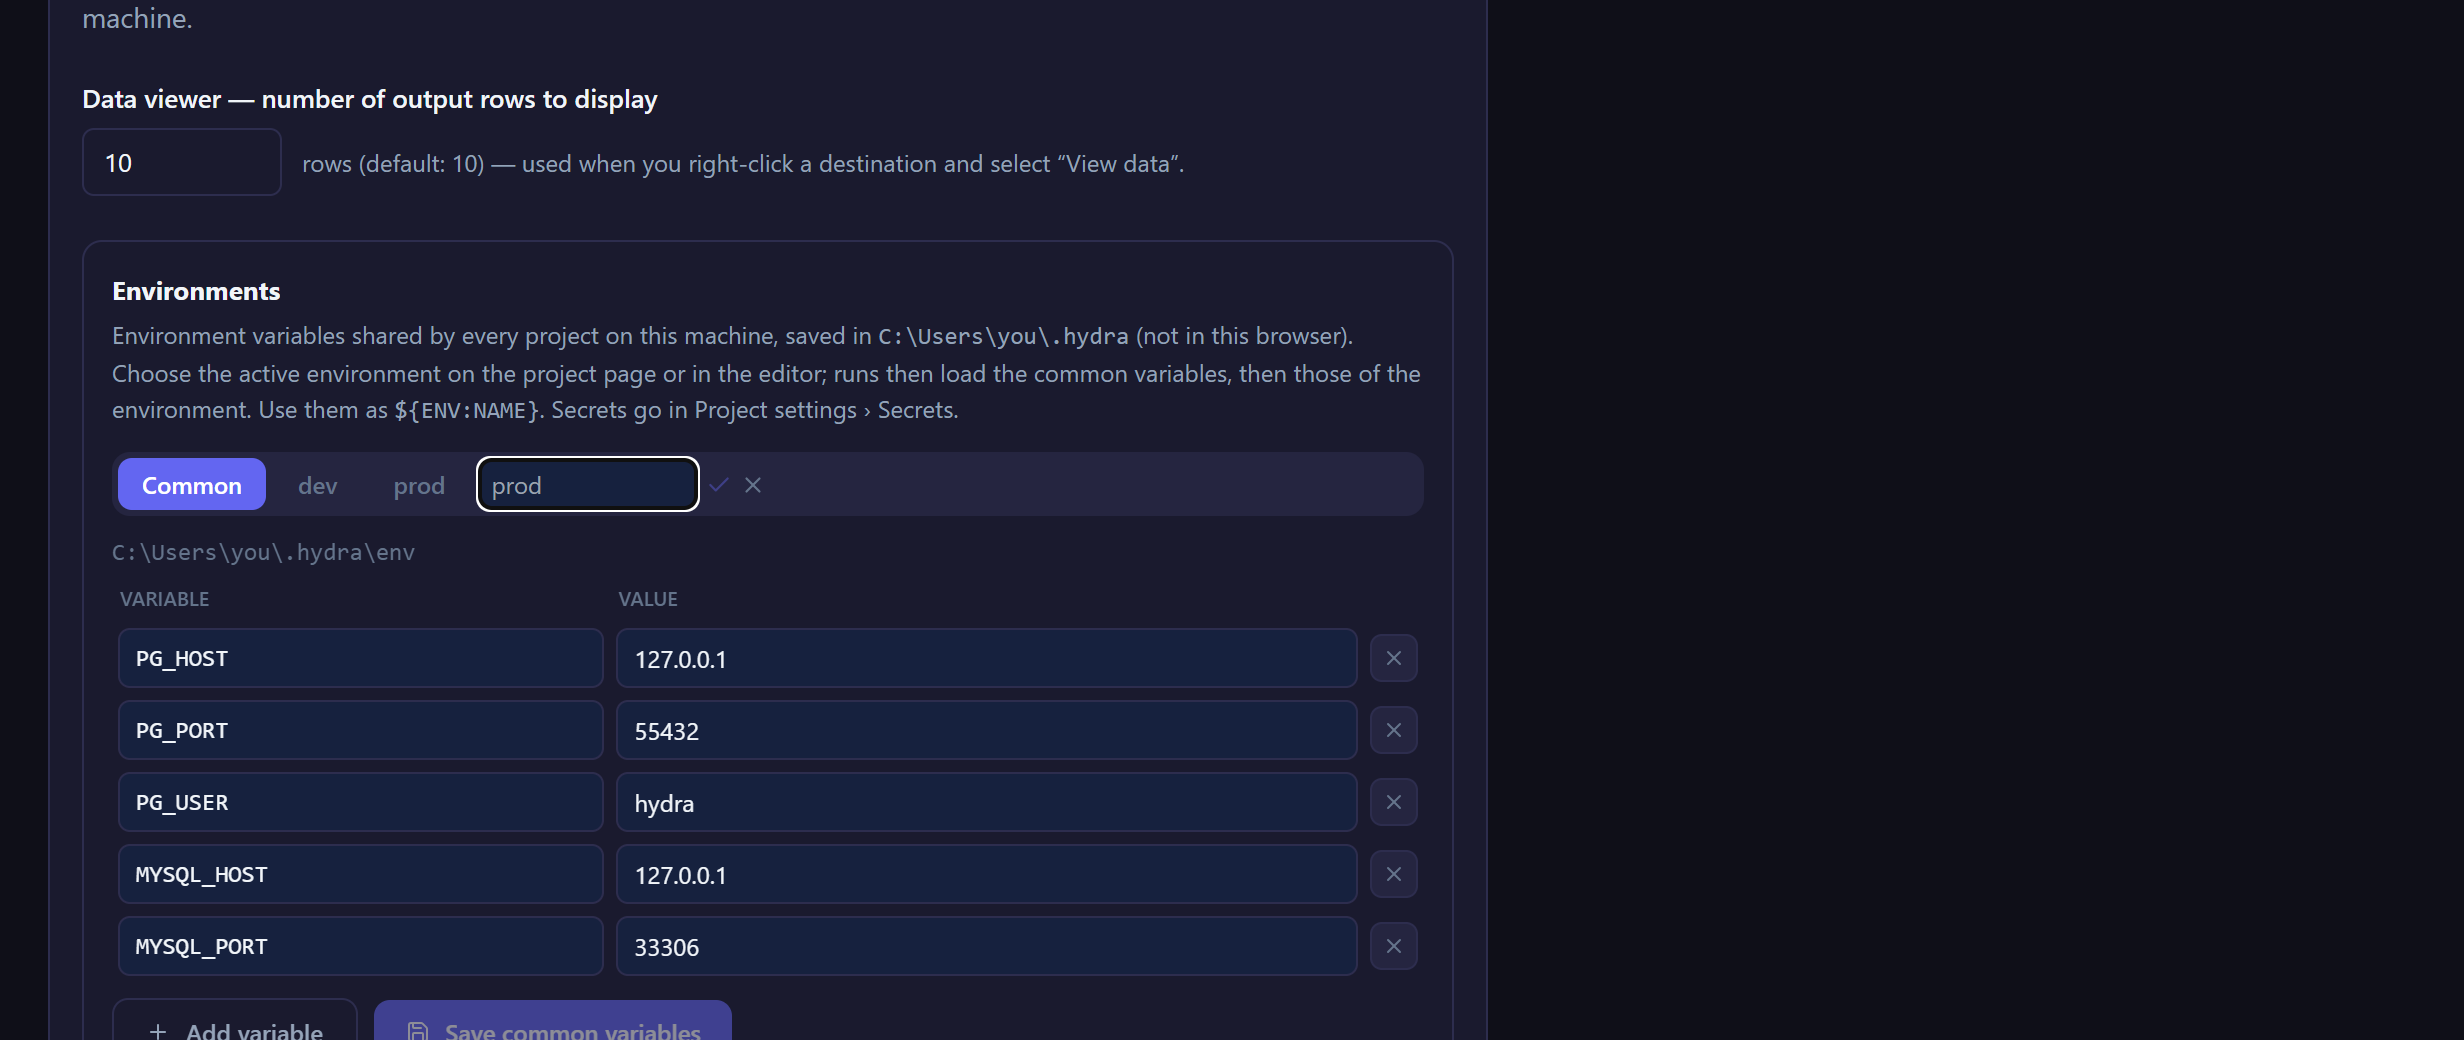 machine.
Data viewer — number of output rows to display
10
rows (default: 10) — used when you right-click a destination and select “View data”.
Environments
Environment variables shared by every project on this machine, saved in C:\Users\you\.hydra (not in this browser).
Choose the active environment on the project page or in the editor; runs then load the common variables, then those of the
environment. Use them as ${ENV:NAME}. Secrets go in Project settings › Secrets.
Common dev prod prod
C:\Users\you\.hydra\env
VARIABLE VALUE
PG_HOST 127.0.0.1
PG_PORT 55432
PG_USER hydra
MYSQL_HOST 127.0.0.1
MYSQL_PORT 33306
Add variable Save common variables